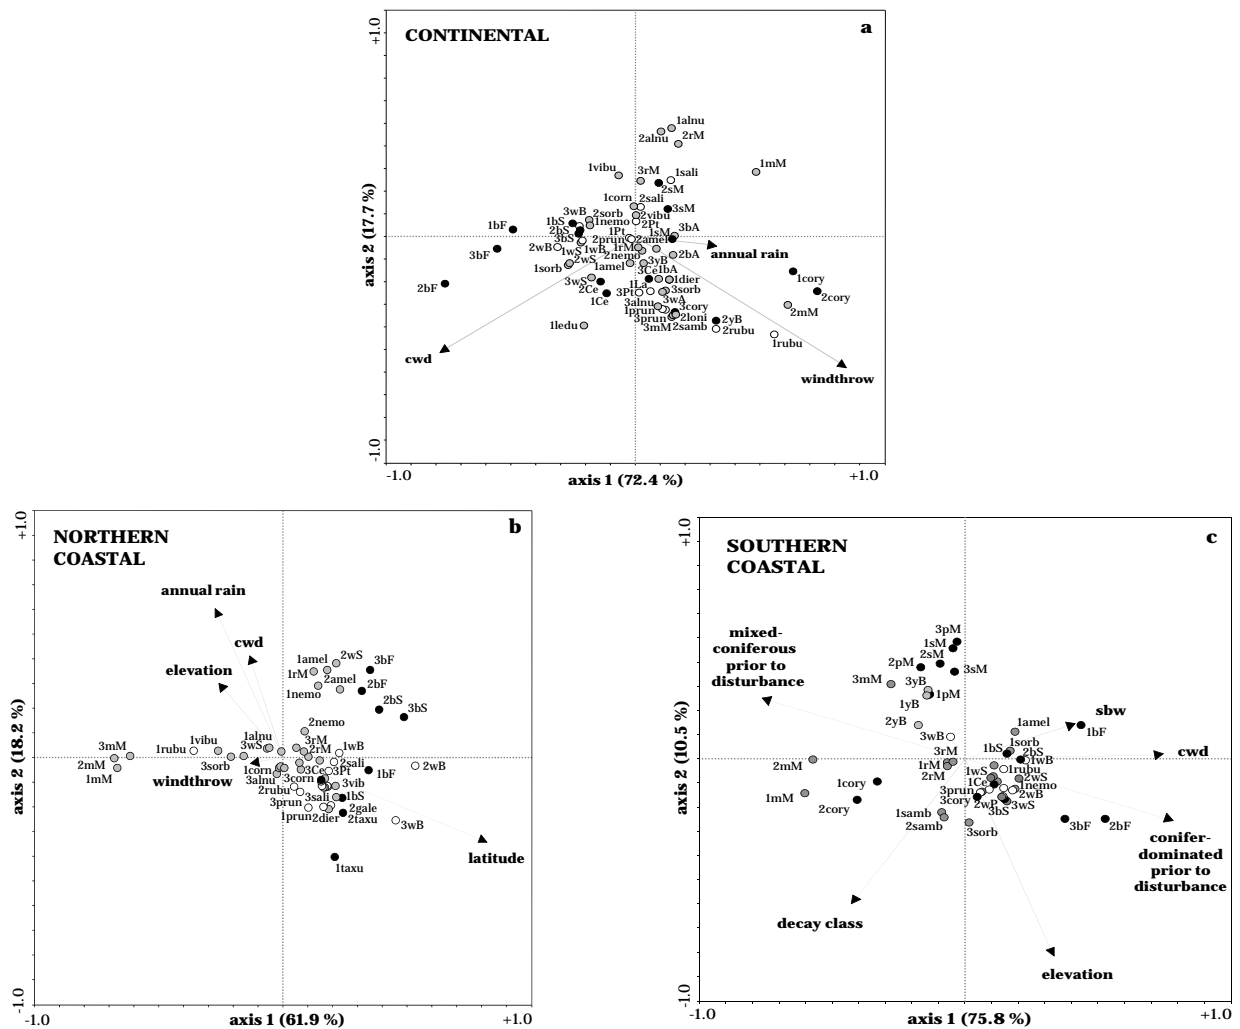 CONTINENTAL
a
+1.0
1alnu
2alnu
2rM
1mM
1vibu
3rM
1sali
2sM
1corn
2sali
3sM
3wB
2sorb
2vibu
1bF
1bS
1nemo
2Pt
3bA
2bS
1Pt
1sM
3bS
2prun
2amel
annual rain
3bF
2wB
1wS
1wB
1rM
2bA
2wS
2nemo
3yB
1sorb
1amel
3Ce
1bA
1cory
2bF
3wS
1La
1dier
2Ce
3Pt
3sorb
2cory
1Ce
3alnu
3wA
2mM
1prun
3cory
3prun
2loni
2yB
1ledu
3mM
2samb
2rubu
1rubu
cwd
windthrow
axis 2 (17.7 %)
-1.0
-1.0
+1.0
axis 1 (72.4 %)
NORTHERN
COASTAL
b
+1.0
annual rain
cwd
elevation
1amel
2wS
3bF
1rM
2amel
2bF
1nemo
2bS
3bS
2nemo
1alnu
1vibu
3wS
3mM
1rubu
2rM
1wB
3sorb
2sali
2mM
1corn
3Ce
3Pt
1bF
2wB
1mM
3alnu
3corn
3vib
windthrow
2rubu
3sali
1bS
3prun
2gale
1prun
2dier
2taxu
3wB
latitude
1taxu
axis 2 (18.2 %)
-1.0
-1.0
+1.0
axis 1 (61.9 %)
SOUTHERN
COASTAL
c
+1.0
mixed-
coniferous
prior to
disturbance
3pM
1sM
2sM
2pM
3sM
3mM
3yB
1pM
1yB
2yB
1amel
sbw
1bF
3wB
1sorb
1bS
2bS
cwd
3rM
1wB
2mM
1rM
1rubu
2rM
1wS
2wS
1cory
1Ce
1nemo
3prun
2wB
1mM
2cory
3cory
2wP
3wS
3bS
1samb
2samb
3sorb
3bF
2bF
conifer-
dominated
prior to
disturbance
decay class
elevation
axis 2 (10.5 %)
-1.0
-1.0
+1.0
axis 1 (75.8 %)